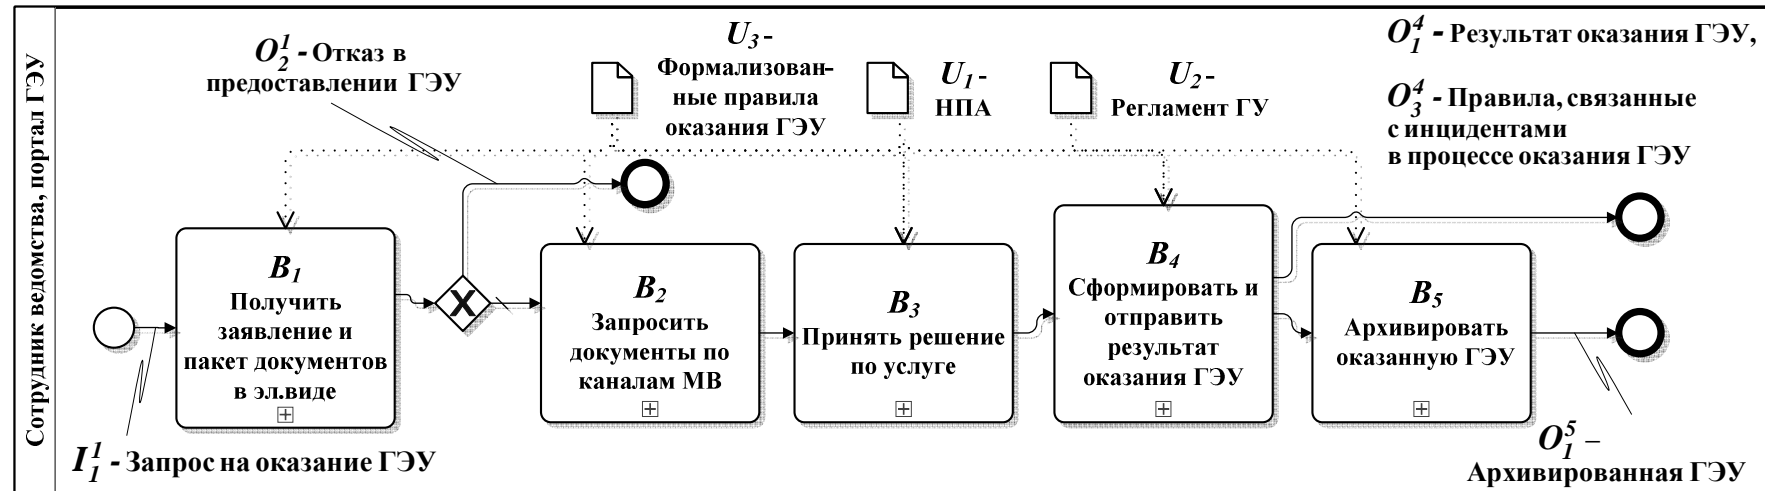 Сотрудник ведомства, портал ГЭУ
O₂¹ - Отказ в
предоставлении ГЭУ
U₃ -
Формализован-
ные правила
оказания ГЭУ
U₁ -
НПА
U₂ -
Регламент ГУ
O₁⁴ - Результат оказания ГЭУ,
O₃⁴ - Правила, связанные
с инцидентами
в процессе оказания ГЭУ
B₁
Получить
заявление и
пакет документов
в эл.виде
X
B₂
Запросить
документы по
каналам МВ
B₃
Принять решение
по услуге
B₄
Сформировать и
отправить
результат
оказания ГЭУ
B₅
Архивировать
оказанную ГЭУ
I₁¹ - Запрос на оказание ГЭУ
O₁⁵ –
Архивированная ГЭУ